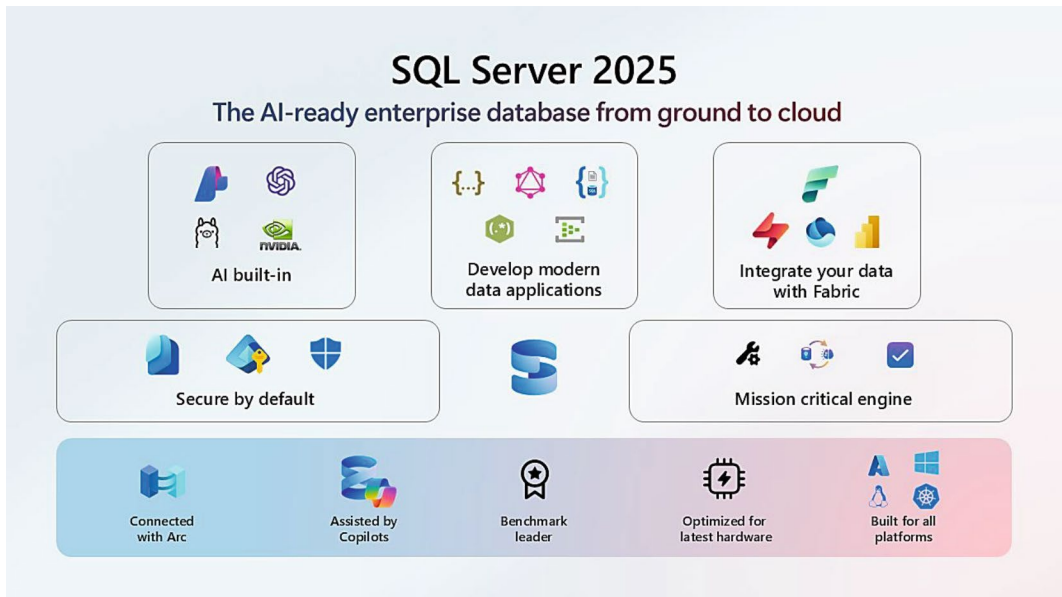 SQL Server 2025
The AI-ready enterprise database from ground to cloud
NVIDIA.
AI built-in
{...}
Develop modern
data applications
Integrate your data
with Fabric
Secure by default
Mission critical engine
Connected
with Arc
Assisted by
Copilots
Benchmark
leader
Optimized for
latest hardware
Built for all
platforms